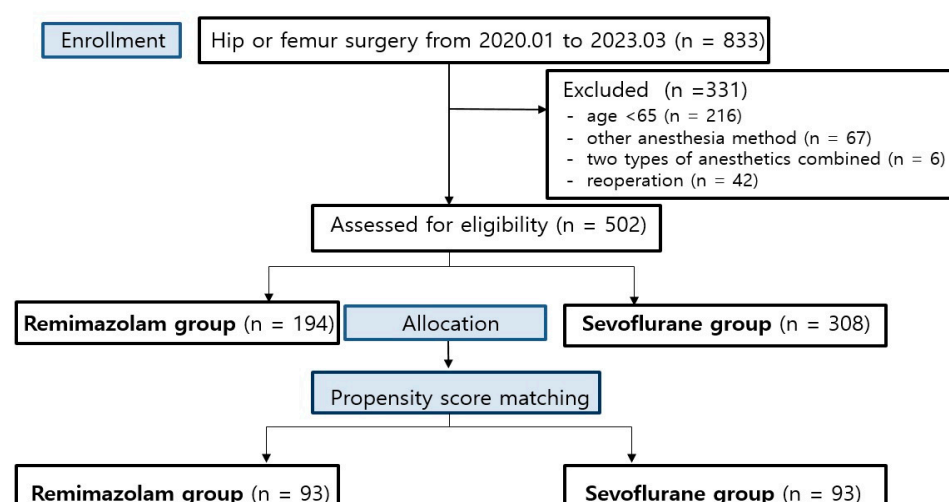 Enrollment
Hip or femur surgery from 2020.01 to 2023.03 (n = 833)
Excluded (n =331)
- age <65 (n = 216)
- other anesthesia method (n = 67)
- two types of anesthetics combined (n = 6)
- reoperation (n = 42)
Assessed for eligibility (n = 502)
Remimazolam group (n = 194)
Allocation
Sevoflurane group (n = 308)
Propensity score matching
Remimazolam group (n = 93)
Sevoflurane group (n = 93)